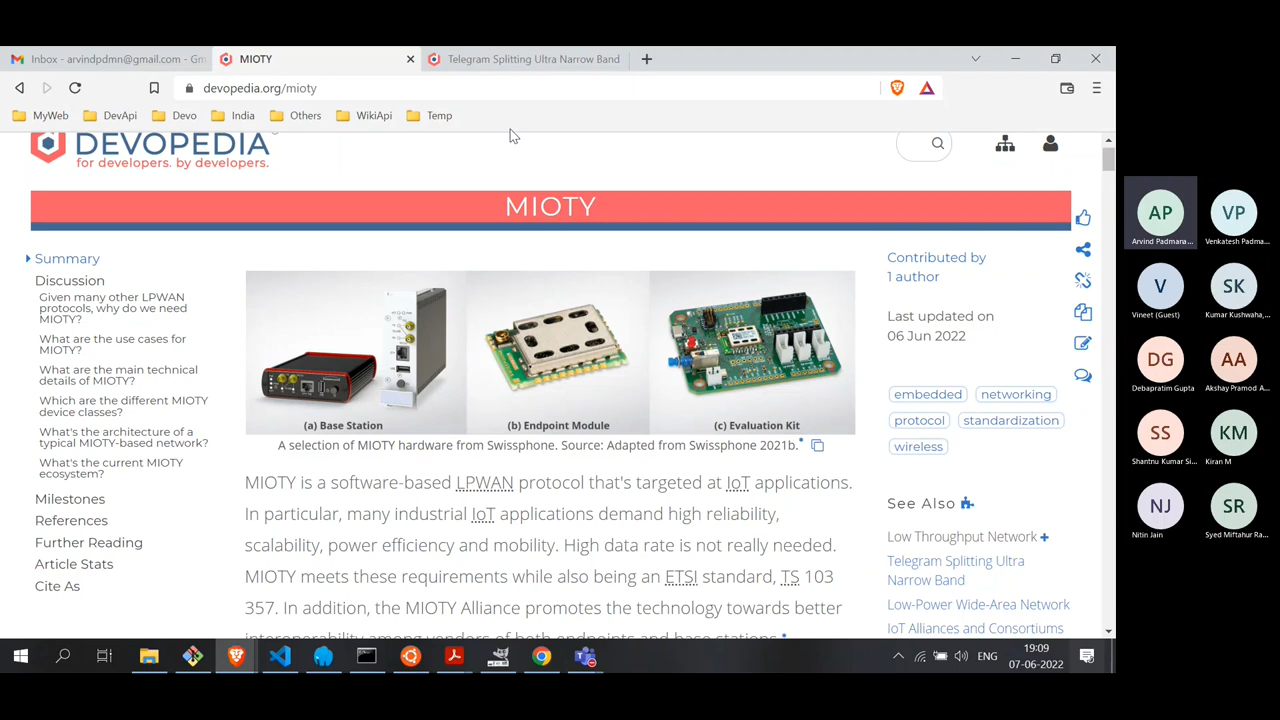 Inbox - arvindpdmn@gmail.com - Gm
MIOTY
Telegram Splitting Ultra Narrow Band
devopedia.org/mioty
MyWeb
DevApi
Devo
India
Others
WikiApi
Temp
DEVOPEDIA
for developers. by developers.
MIOTY
Summary
Discussion
Given many other LPWAN
protocols, why do we need
MIOTY?
What are the use cases for
MIOTY?
What are the main technical
details of MIOTY?
Which are the different MIOTY
device classes?
What's the architecture of a
typical MIOTY-based network?
What's the current MIOTY
ecosystem?
Milestones
References
Further Reading
Article Stats
Cite As
(a) Base Station
(b) Endpoint Module
(c) Evaluation Kit
A selection of MIOTY hardware from Swissphone. Source: Adapted from Swissphone 2021b.*
MIOTY is a software-based LPWAN protocol that's targeted at IoT applications.
In particular, many industrial IoT applications demand high reliability,
scalability, power efficiency and mobility. High data rate is not really needed.
MIOTY meets these requirements while also being an ETSI standard, TS 103
357. In addition, the MIOTY Alliance promotes the technology towards better
interoperability among vendors of both endpoints and base stations.*
Contributed by
1 author
Last updated on
06 Jun 2022
embedded
networking
protocol
standardization
wireless
See Also
Low Throughput Network +
Telegram Splitting Ultra
Narrow Band
Low-Power Wide-Area Network
IoT Alliances and Consortiums
ENG
19:09
07-06-2022
AP
Arvind Padmana...
VP
Venkatesh Padma...
V
Vineet (Guest)
SK
Kumar Kushwaha,...
DG
Debapratim Gupta
AA
Akshay Pramod A...
SS
Shantnu Kumar Si...
KM
Kiran M
NJ
Nitin Jain
SR
Syed Miftahur Ra...